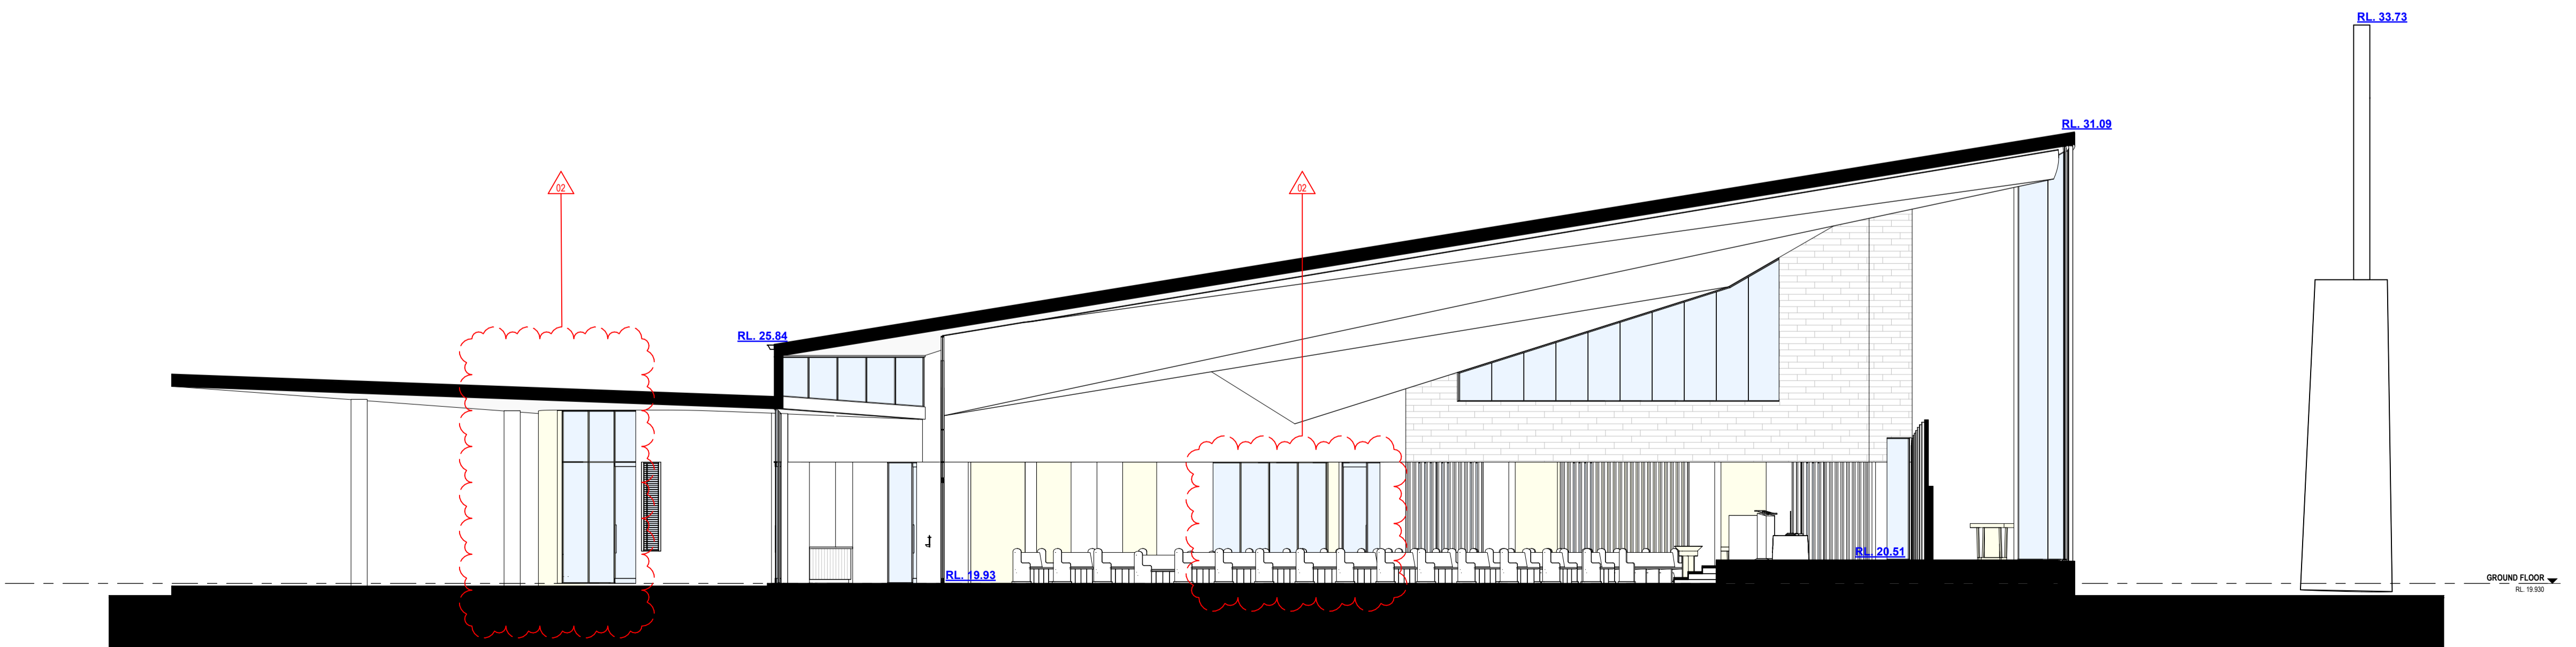 RL. 33.73
RL. 31.09
02
02
RL. 25.84
RL. 20.51
RL. 19.93
GROUND FLOOR
RL. 19.930